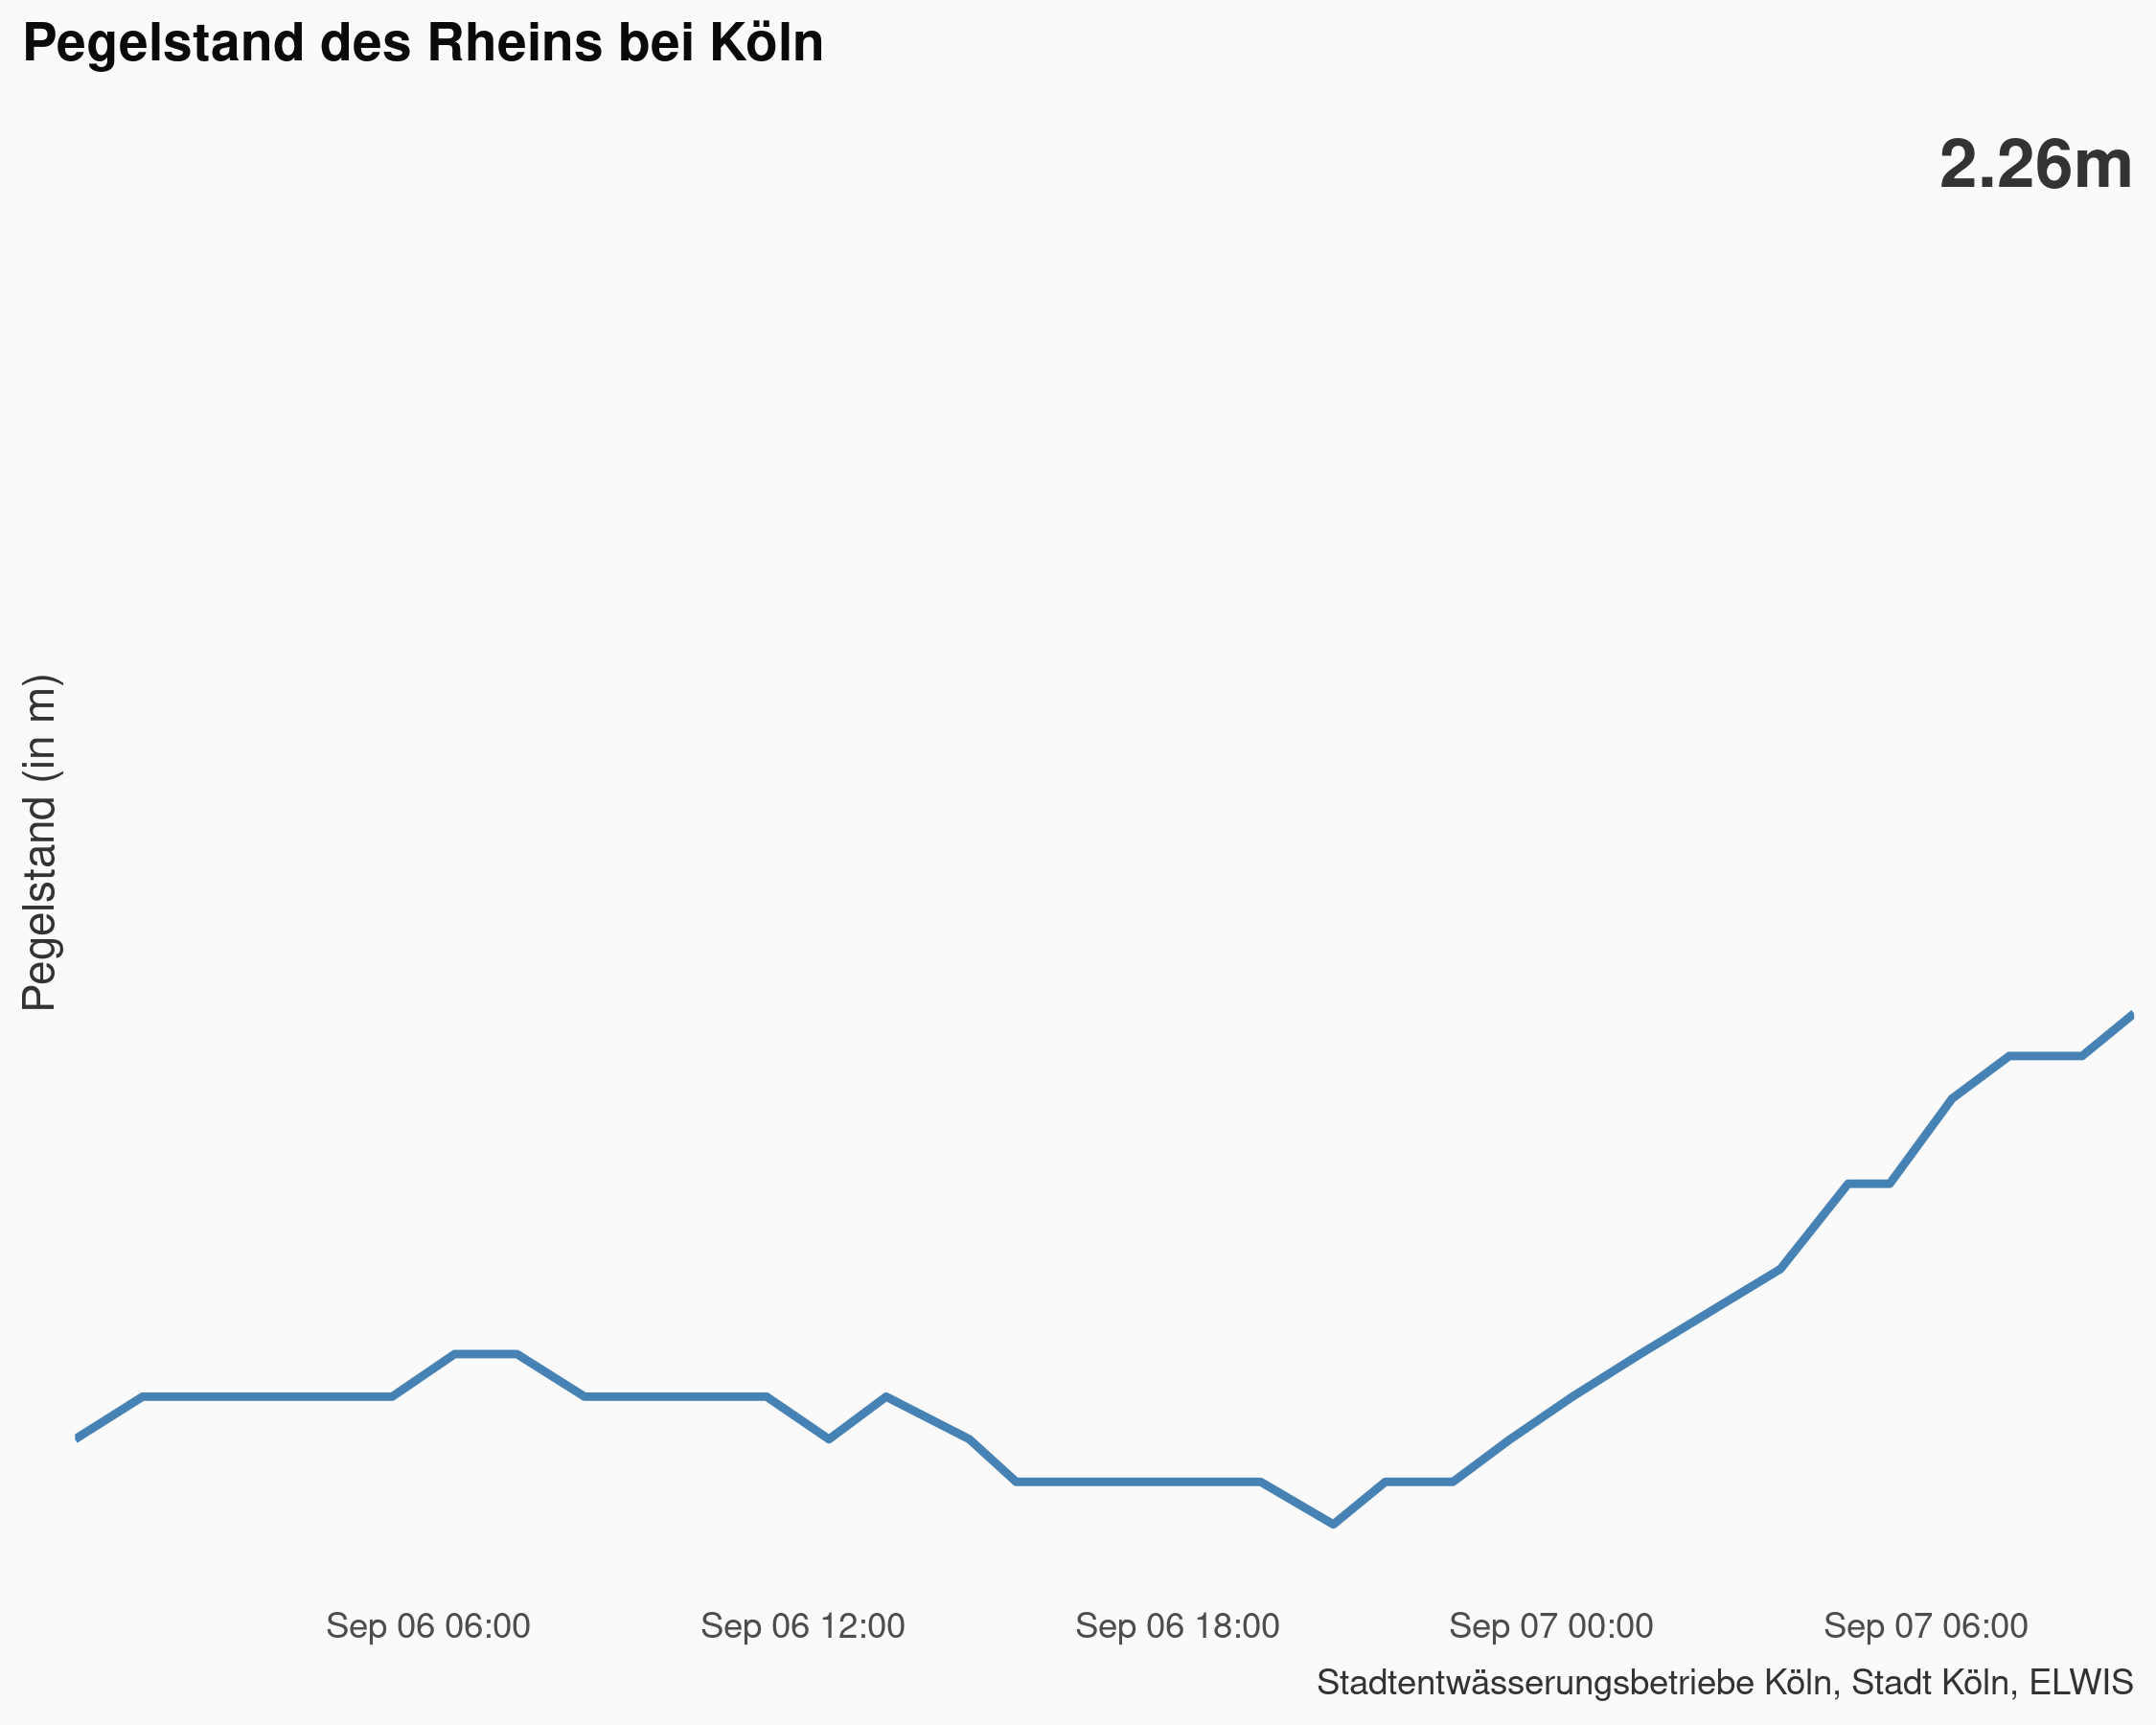 Pegelstand des Rheins bei Köln
2.26m
Pegelstand (in m)
Sep 06 06:00
Sep 06 12:00
Sep 06 18:00
Sep 07 00:00
Sep 07 06:00
Stadtentwässerungsbetriebe Köln, Stadt Köln, ELWIS